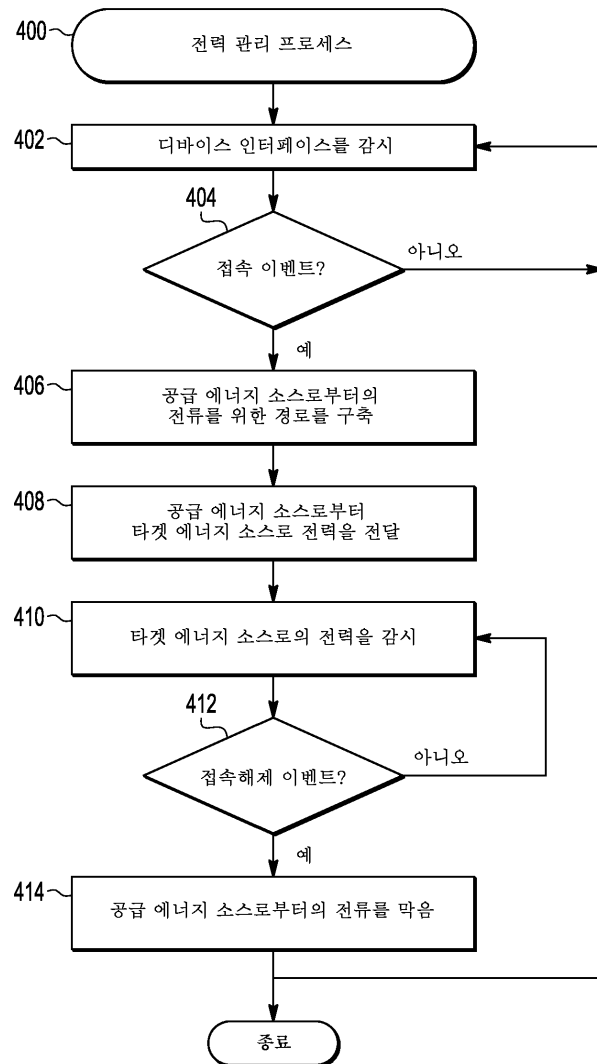 400
전력 관리 프로세스
402
디바이스 인터페이스를 감시
404
접속 이벤트?
아니오
예
406
공급 에너지 소스로부터의
전류를 위한 경로를 구축
408
공급 에너지 소스로부터
타겟 에너지 소스로 전력을 전달
410
타겟 에너지 소스로의 전력을 감시
412
접속해제 이벤트?
아니오
예
414
공급 에너지 소스로부터의 전류를 막음
종료